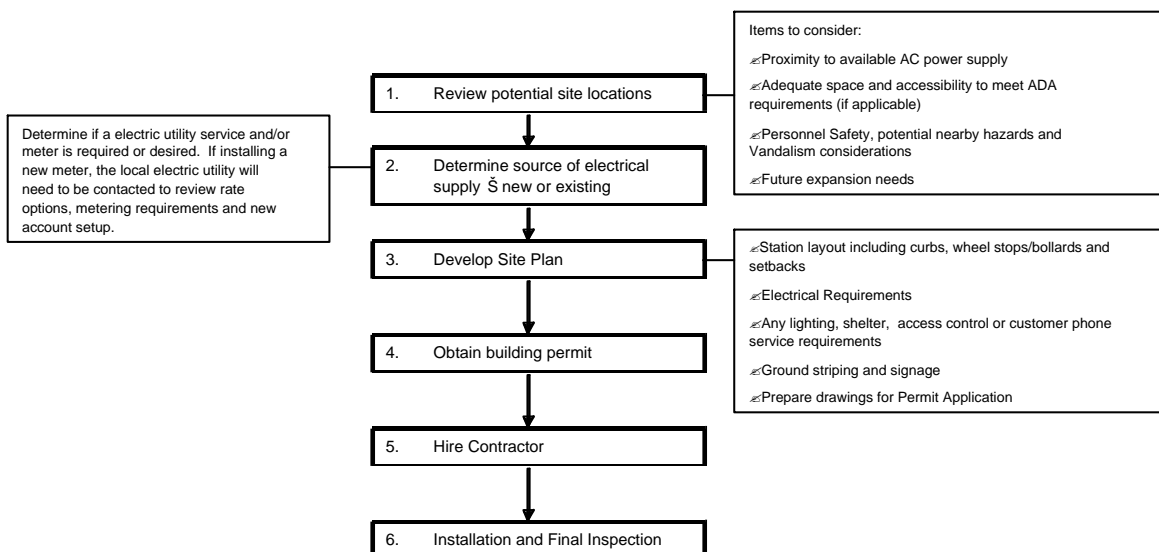 Items to consider:
✍Proximity to available AC power supply
✍Adequate space and accessibility to meet ADA
requirements (if applicable)
✍Personnel Safety, potential nearby hazards and
Vandalism considerations
✍Future expansion needs
1. Review potential site locations
Determine if a electric utility service and/or
meter is required or desired. If installing a
new meter, the local electric utility will
need to be contacted to review rate
options, metering requirements and new
account setup.
2. Determine source of electrical
supply Š new or existing
3. Develop Site Plan
✍Station layout including curbs, wheel stops/bollards and
setbacks
✍Electrical Requirements
✍Any lighting, shelter, access control or customer phone
service requirements
✍Ground striping and signage
✍Prepare drawings for Permit Application
4. Obtain building permit
5. Hire Contractor
6. Installation and Final Inspection